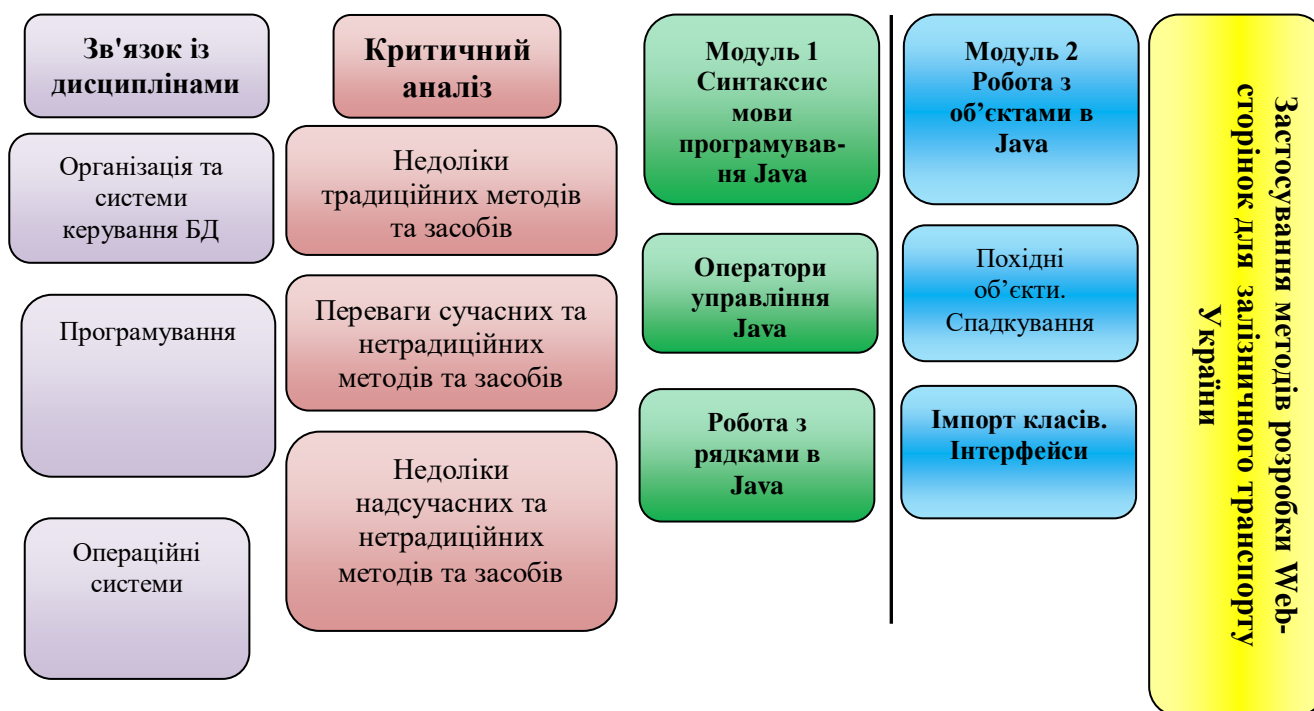 Зв'язок із
дисциплінами
Організація та
системи
керування БД
Програмування
Операційні
системи
Критичний
аналіз
Недоліки
традиційних методів
та засобів
Переваги сучасних та
нетрадиційних
методів та засобів
Недоліки
надсучасних та
нетрадиційних
методів та засобів
Модуль 1
Синтаксис
мови
програмував-
ня Java
Оператори
управління
Java
Робота з
рядками в
Java
Модуль 2
Робота з
об’єктами в
Java
Похідні
об’єкти.
Спадкування
Імпорт класів.
Інтерфейси
Застосування методів розробки Web-
сторінок для залізничного транспорту
України